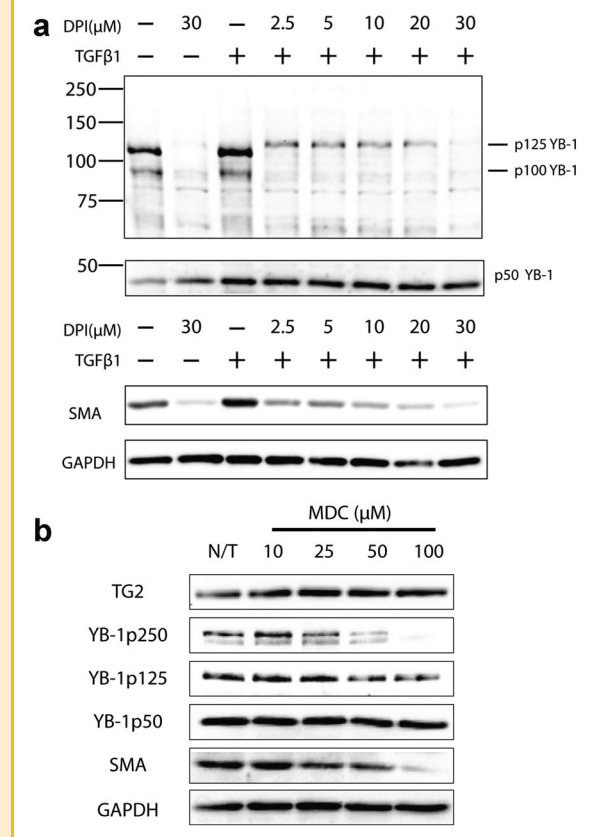 a
DPI(μM) – 30 – 2.5 5 10 20 30
TGFβ1 – – + + + + + +
250
150
100
75
p125 YB-1
p100 YB-1
50
p50 YB-1
DPI(μM) – 30 – 2.5 5 10 20 30
TGFβ1 – – + + + + + +
SMA
GAPDH
b
MDC (μM)
N/T 10 25 50 100
TG2
YB-1p250
YB-1p125
YB-1p50
SMA
GAPDH